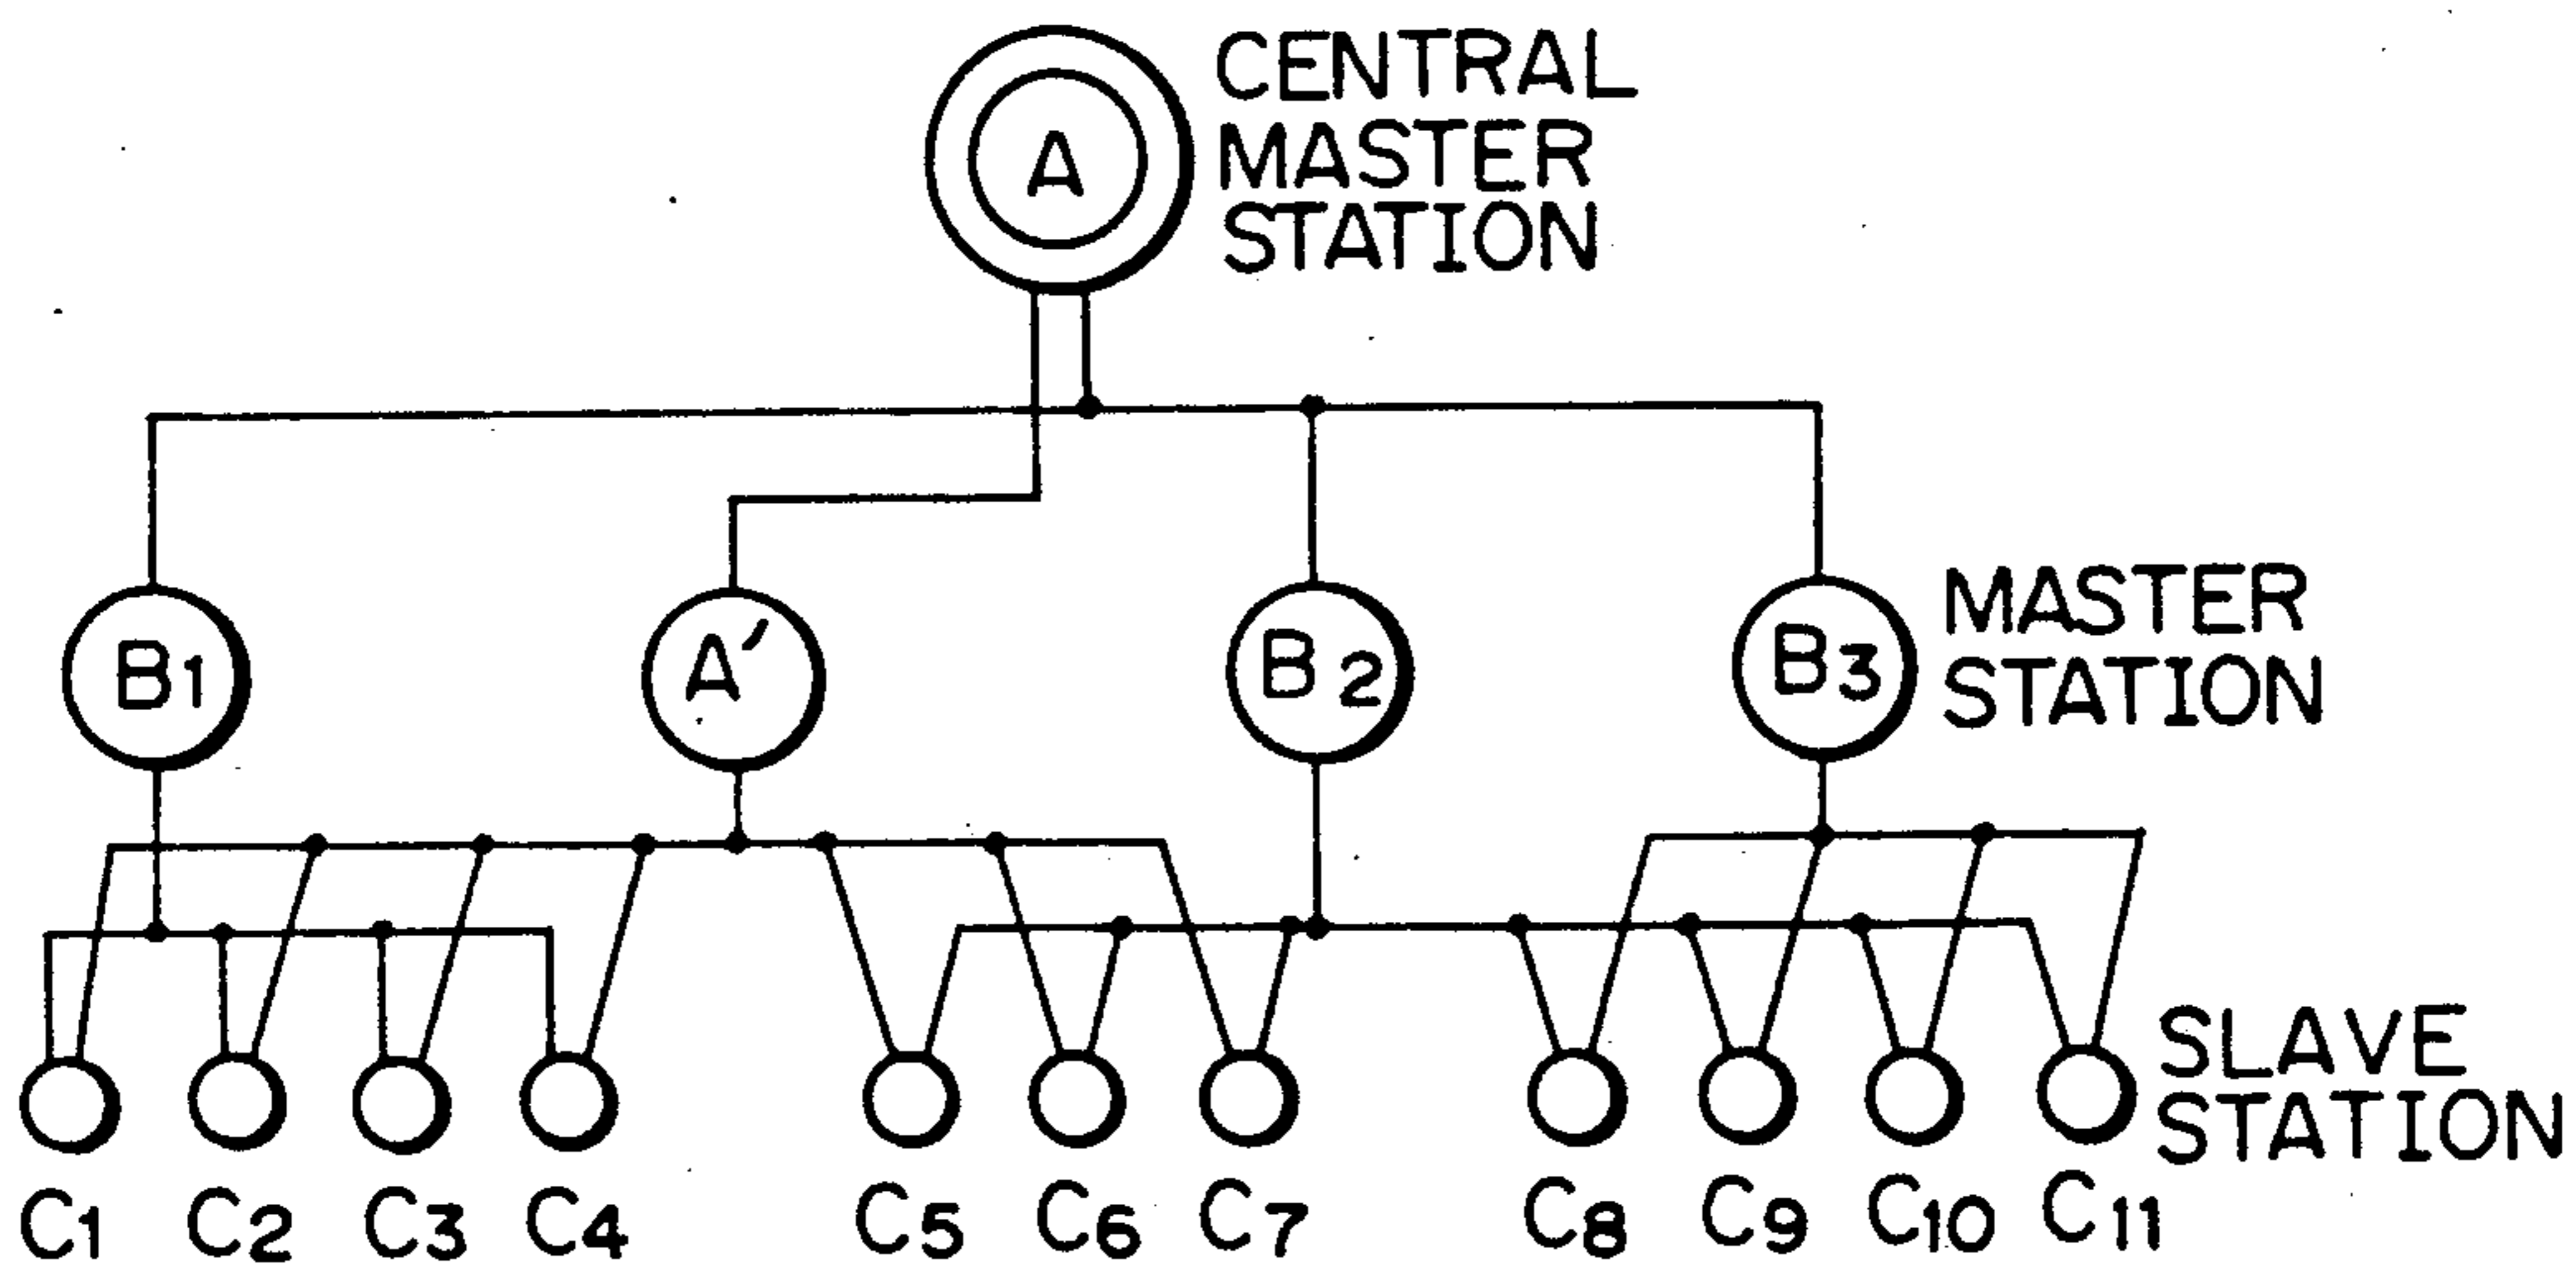 A
CENTRAL
MASTER
STATION
B1
A'
B2
B3
MASTER
STATION
SLAVE
STATION
C1 C2 C3 C4 C5 C6 C7 C8 C9 C10 C11